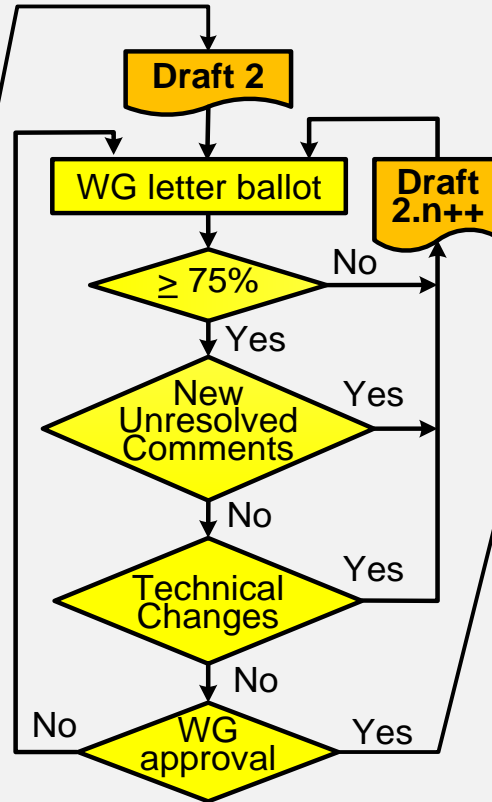 Draft 2
WG letter ballot
Draft
2.n++
≥ 75%
No
Yes
New
Unresolved
Comments
Yes
No
Technical
Changes
Yes
No
No
WG
approval
Yes